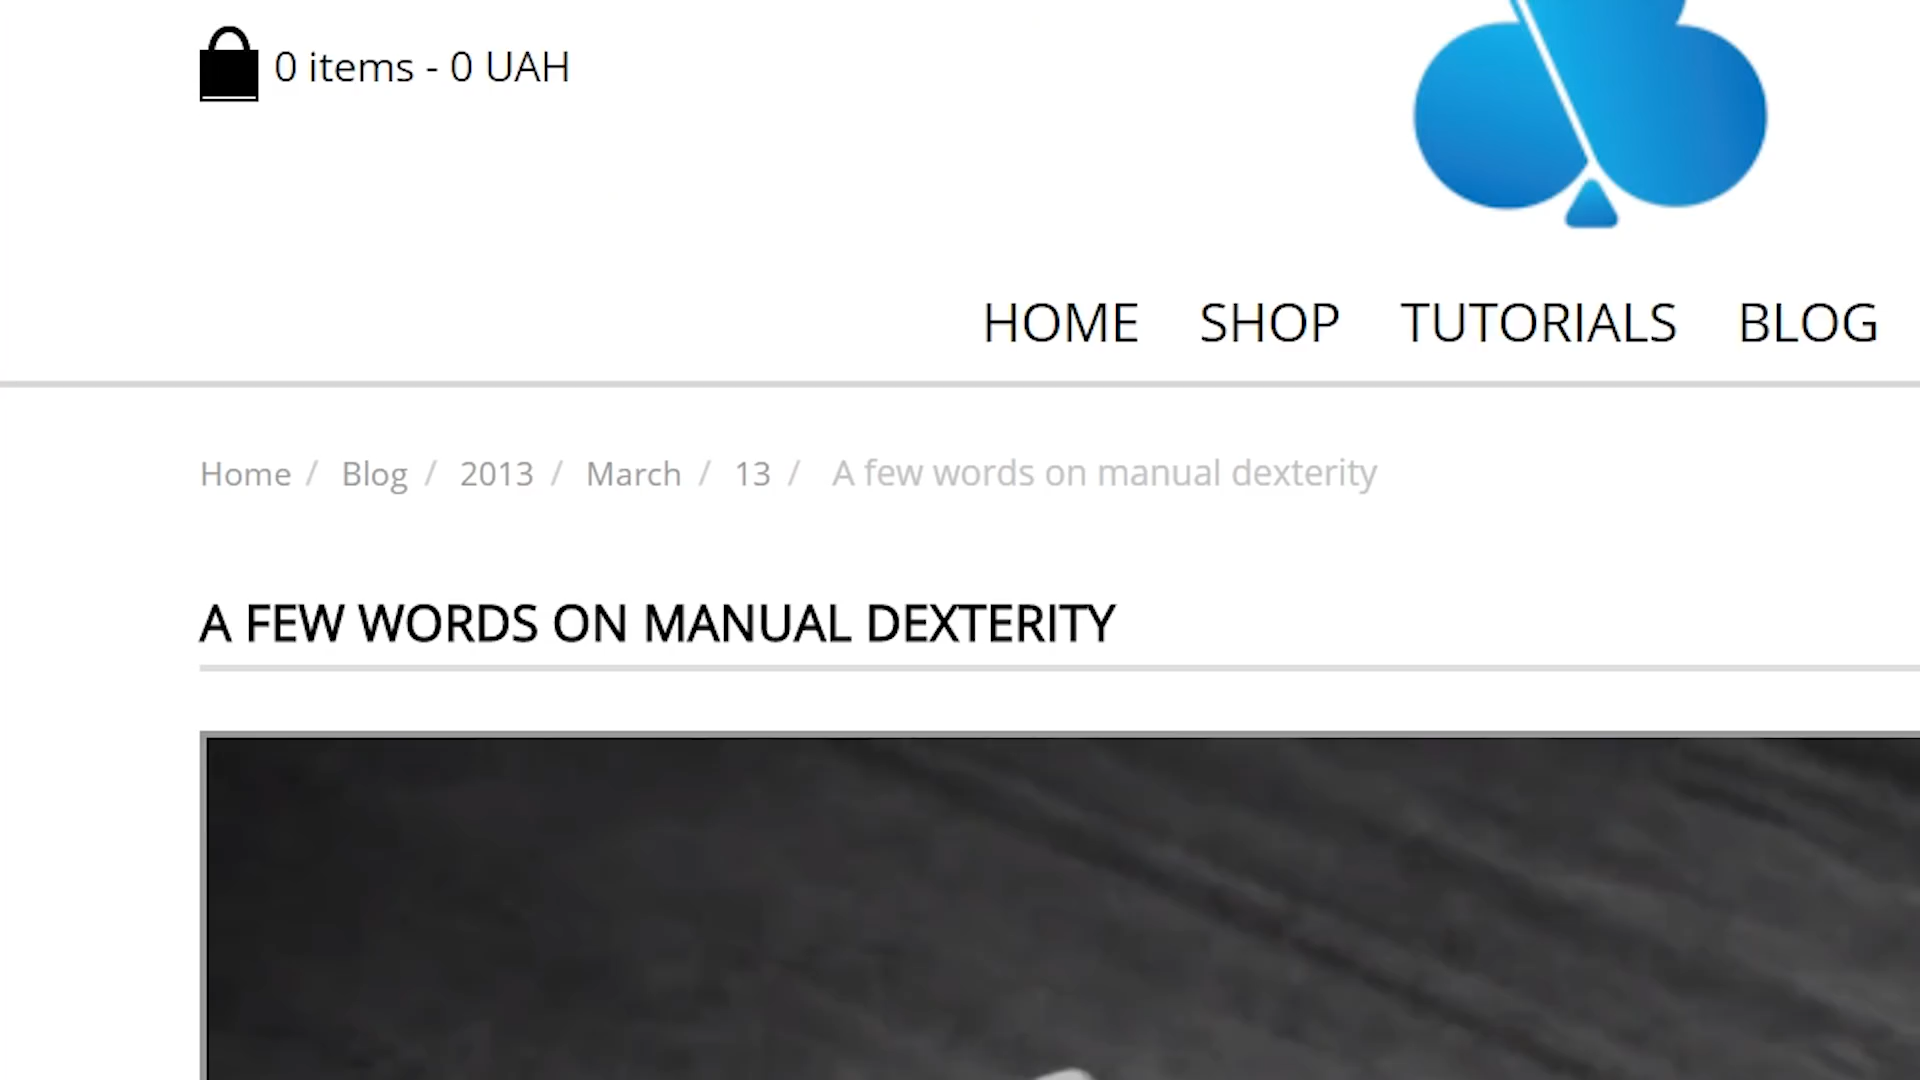 0 items - 0 UAH
HOME SHOP TUTORIALS BLOG
Home / Blog / 2013 / March / 13 / A few words on manual dexterity
A FEW WORDS ON MANUAL DEXTERITY